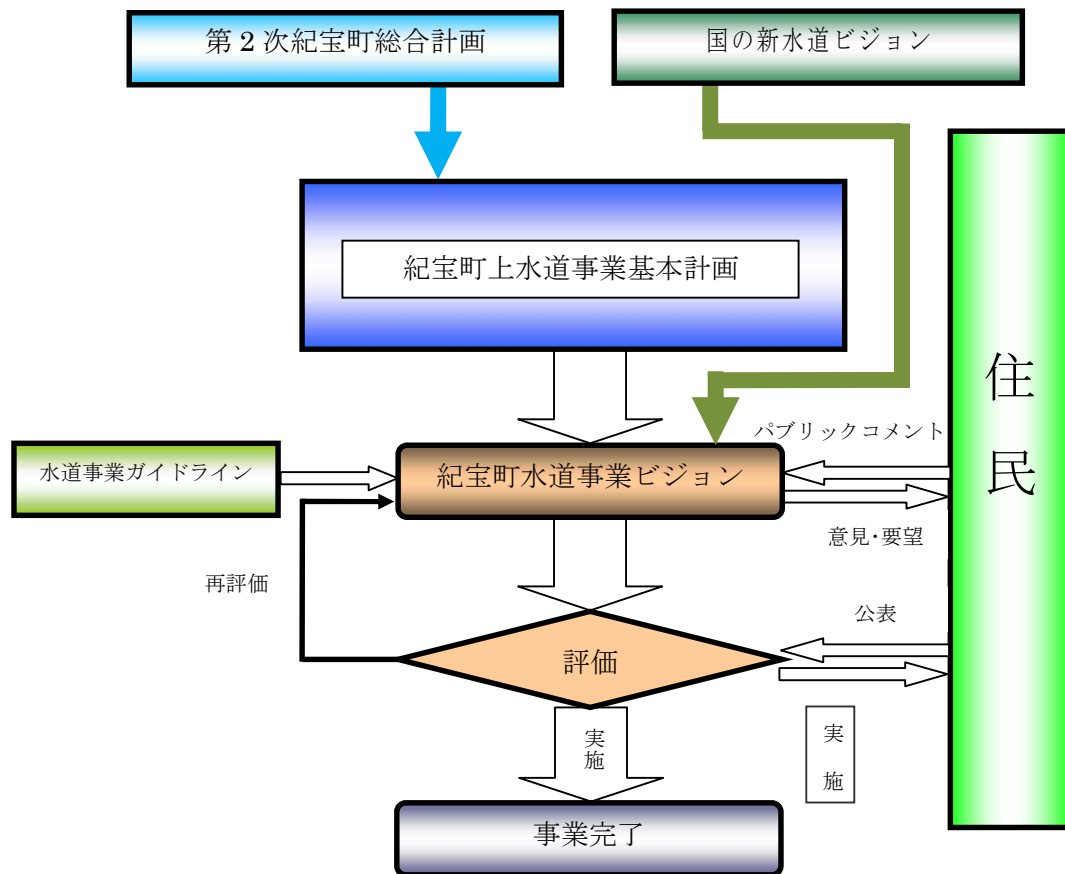 第2次紀宝町総合計画
国の新水道ビジョン
紀宝町上水道事業基本計画
住民
パブリックコメント
水道事業ガイドライン
紀宝町水道事業ビジョン
意見・要望
再評価
公表
評価
実施
実施
事業完了